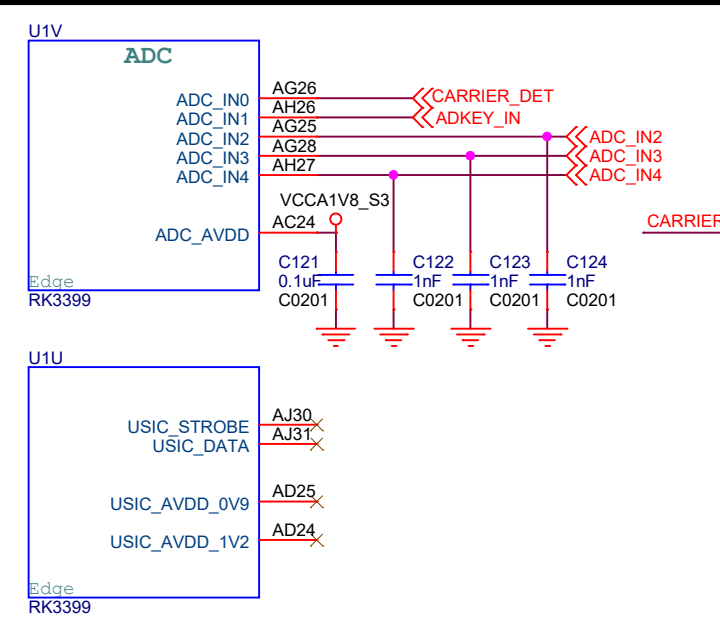 U1V
ADC
ADC_IN0 AG26 CARRIER_DET
ADC_IN1 AH26 ADKEY_IN
ADC_IN2 AG25 ADC_IN2
ADC_IN3 AG28 ADC_IN3
ADC_IN4 AH27 ADC_IN4
VCCA1V8_S3
ADC_AVDD AC24
CARRIER
C121 C122 C123 C124
0.1uF 1nF 1nF 1nF
C0201 C0201 C0201 C0201
Edge
RK3399
U1U
USIC_STROBE AJ30
USIC_DATA AJ31
USIC_AVDD_0V9 AD25
USIC_AVDD_1V2 AD24
Edge
RK3399